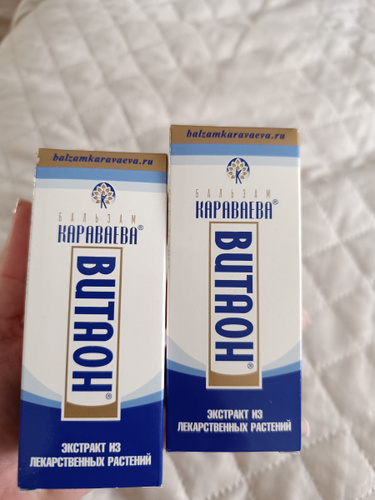 balzamkaravaeva.ru
К
БАЛЬЗАМ
КАРАВАЕВА®
ВИТАОН®
ЭКСТРАКТ ИЗ
ЛЕКАРСТВЕННЫХ РАСТЕНИЙ
balzamkaravaeva.ru
К
БАЛЬЗАМ
КАРАВАЕВА®
ВИТАОН®
ЭКСТРАКТ ИЗ
ЛЕКАРСТВЕННЫХ РАСТЕНИЙ